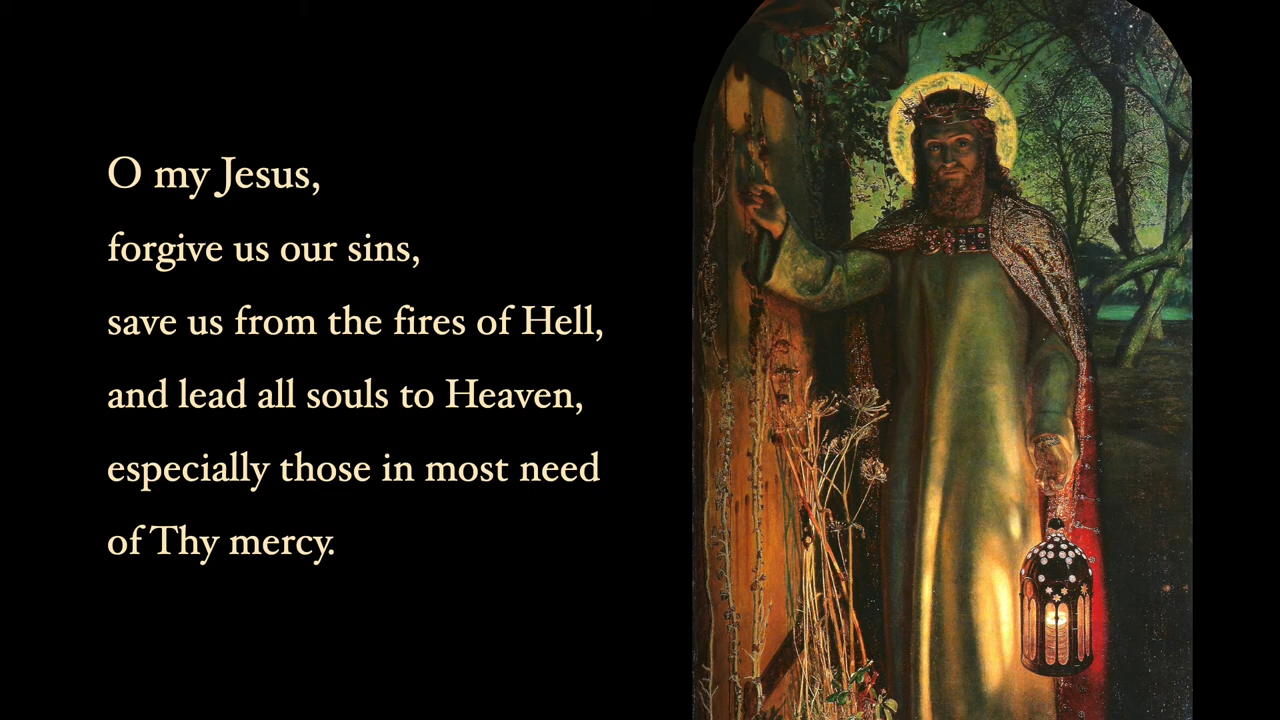 O my Jesus,
forgive us our sins,
save us from the fires of Hell,
and lead all souls to Heaven,
especially those in most need
of Thy mercy.